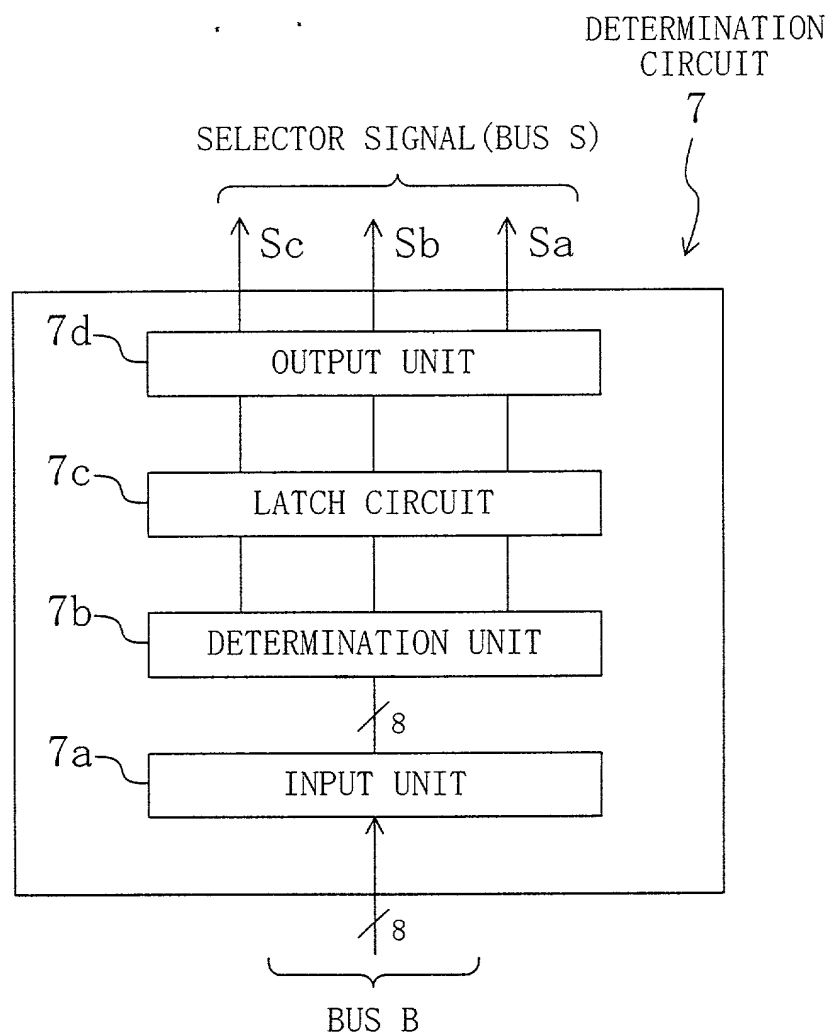 DETERMINATION
CIRCUIT
7
SELECTOR SIGNAL(BUS S)
Sc
Sb
Sa
7d
OUTPUT UNIT
7c
LATCH CIRCUIT
7b
DETERMINATION UNIT
8
7a
INPUT UNIT
8
BUS B